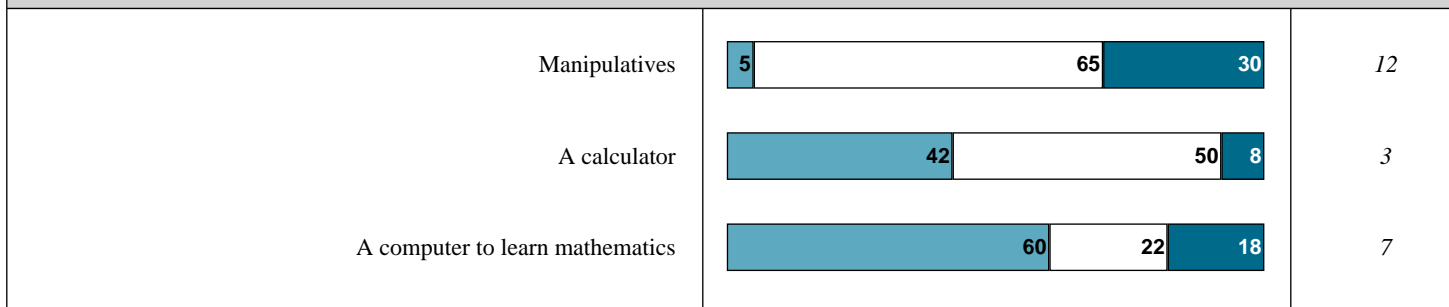 Manipulatives 5 65 30 12
A calculator 42 50 8 3
A computer to learn mathematics 60 22 18 7